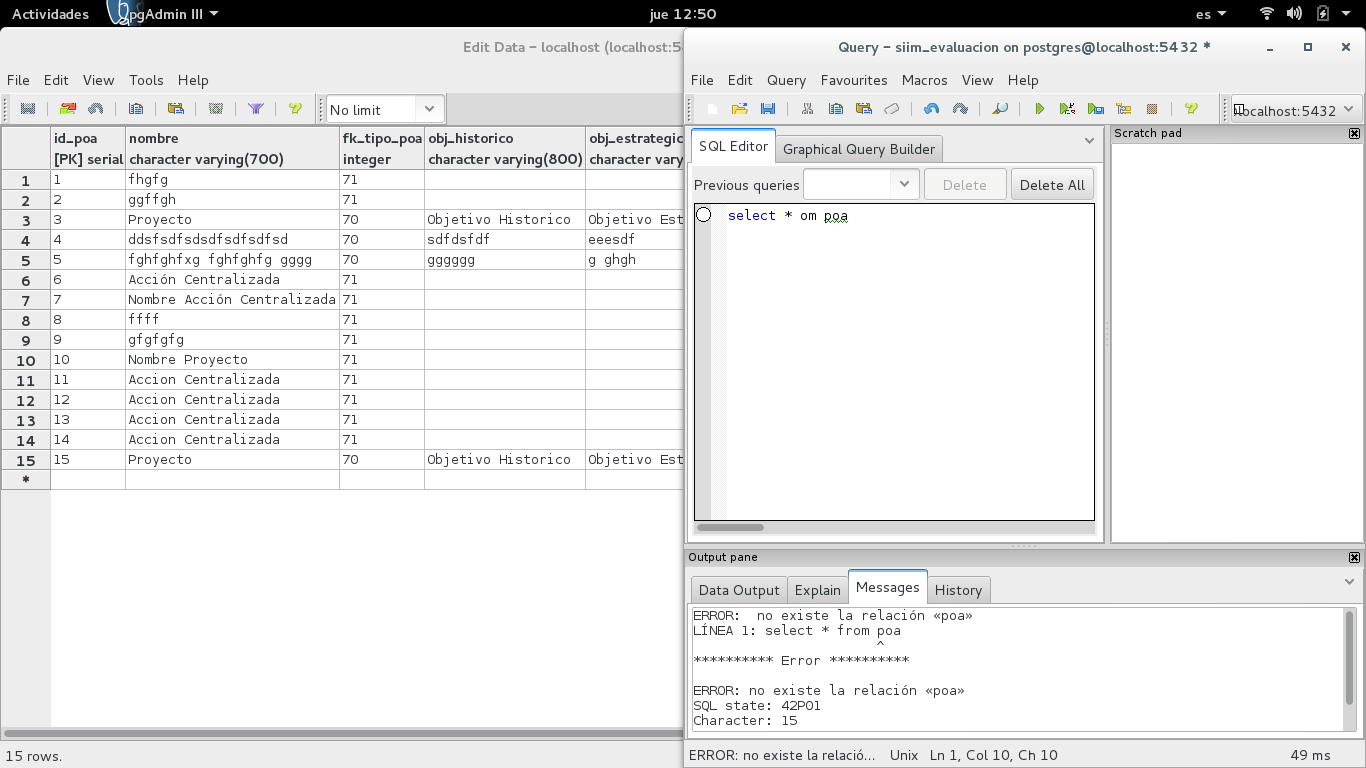 Actividades pgAdmin III jue 12:50 es
Edit Data – localhost (localhost:5
File Edit View Tools Help
No limit
id_poa nombre fk_tipo_poa obj_historico obj_estrategic
[PK] serial character varying(700) integer character varying(800) character vary
1 1 fhgfg 71
2 2 ggffgh 71
3 3 Proyecto 70 Objetivo Historico Objetivo Est
4 4 ddsfsdfsdsdfsdfsdfsd 70 sdfdsfdf eeesdf
5 5 fghfghfxg fghfghfg gggg 70 gggggg g ghgh
6 6 Acción Centralizada 71
7 7 Nombre Acción Centralizada 71
8 8 ffff 71
9 9 gfgfgfg 71
10 10 Nombre Proyecto 71
11 11 Accion Centralizada 71
12 12 Accion Centralizada 71
13 13 Accion Centralizada 71
14 14 Accion Centralizada 71
15 15 Proyecto 70 Objetivo Historico Objetivo Est
*
15 rows.
Query – siim_evaluacion on postgres@localhost:5432 *
File Edit Query Favourites Macros View Help
localhost:5432
SQL Editor Graphical Query Builder
Previous queries Delete Delete All
select * om poa
Scratch pad
Output pane
Data Output Explain Messages History
ERROR:  no existe la relación «poa»
LÍNEA 1: select * from poa
^
********** Error **********
ERROR: no existe la relación «poa»
SQL state: 42P01
Character: 15
ERROR: no existe la relació... Unix Ln 1, Col 10, Ch 10 49 ms